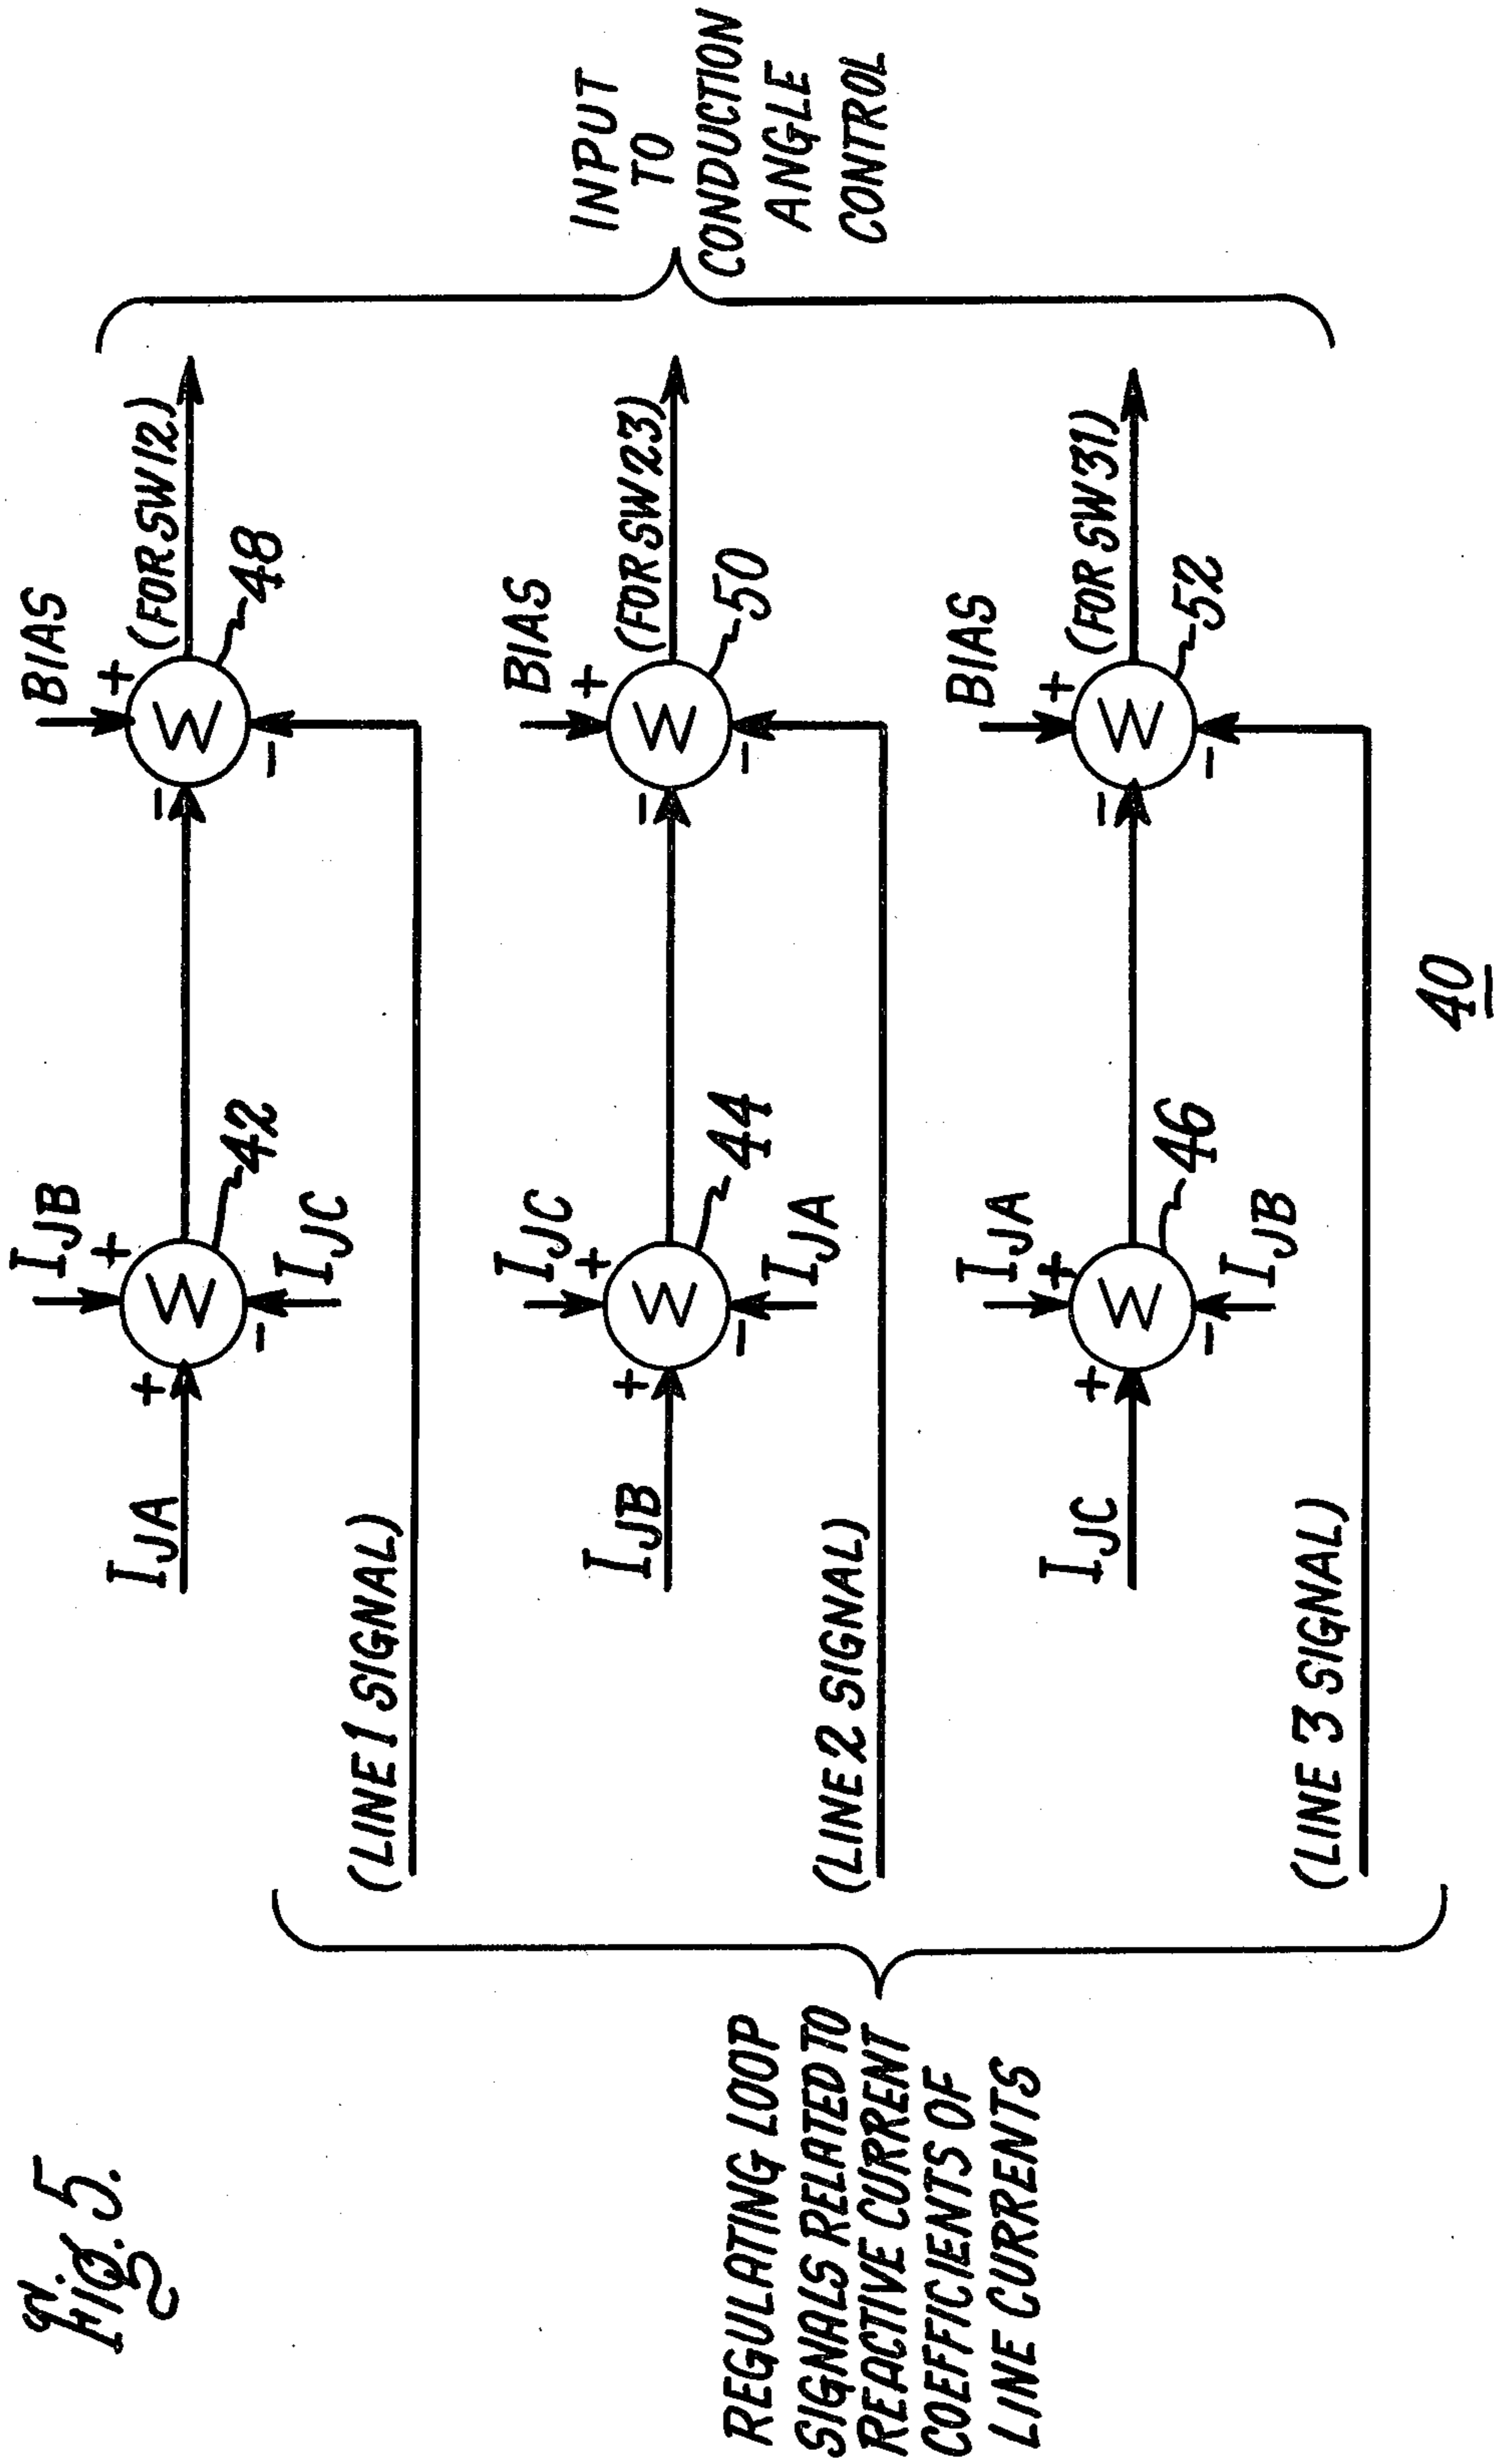 Fig. 5.
REGULATING LOOP
SIGNALS RELATED TO
REACTIVE CURRENT
COEFFICIENTS OF
LINE CURRENTS
IJA
+
IJB
+
IJC
−
Σ
42
BIAS
+
−
−
Σ
48
(FOR SW12)
(LINE 1 SIGNAL)
IJB
+
IJC
+
IJA
−
Σ
44
BIAS
+
−
−
Σ
50
(FOR SW23)
(LINE 2 SIGNAL)
IJC
+
IJA
+
IJB
−
Σ
46
BIAS
+
−
−
Σ
52
(FOR SW31)
(LINE 3 SIGNAL)
INPUT
TO
CONDUCTION
ANGLE
CONTROL
40